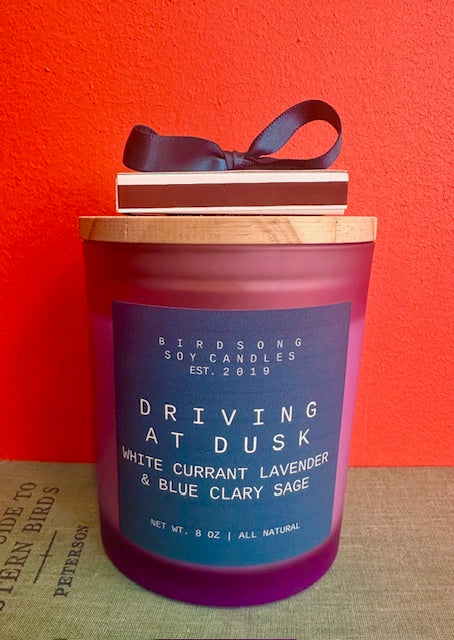 BIRDSONG
SOY CANDLES
EST. 2019
DRIVING
AT DUSK
WHITE CURRANT LAVENDER
& BLUE CLARY SAGE
NET WT. 8 OZ | ALL NATURAL
TO
BIRDS
PETERSON